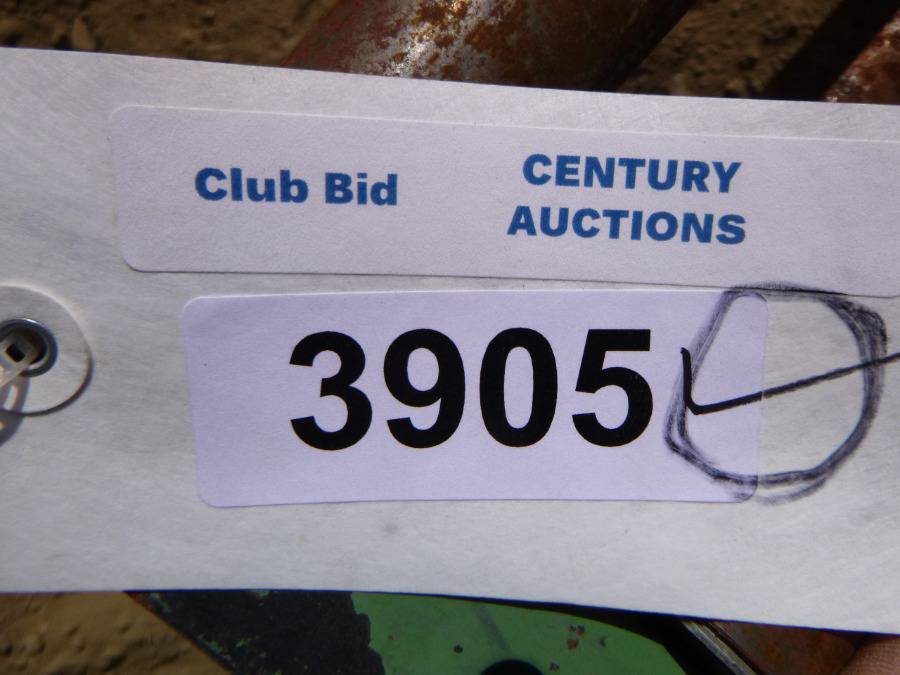 Club Bid
CENTURY
AUCTIONS
3905